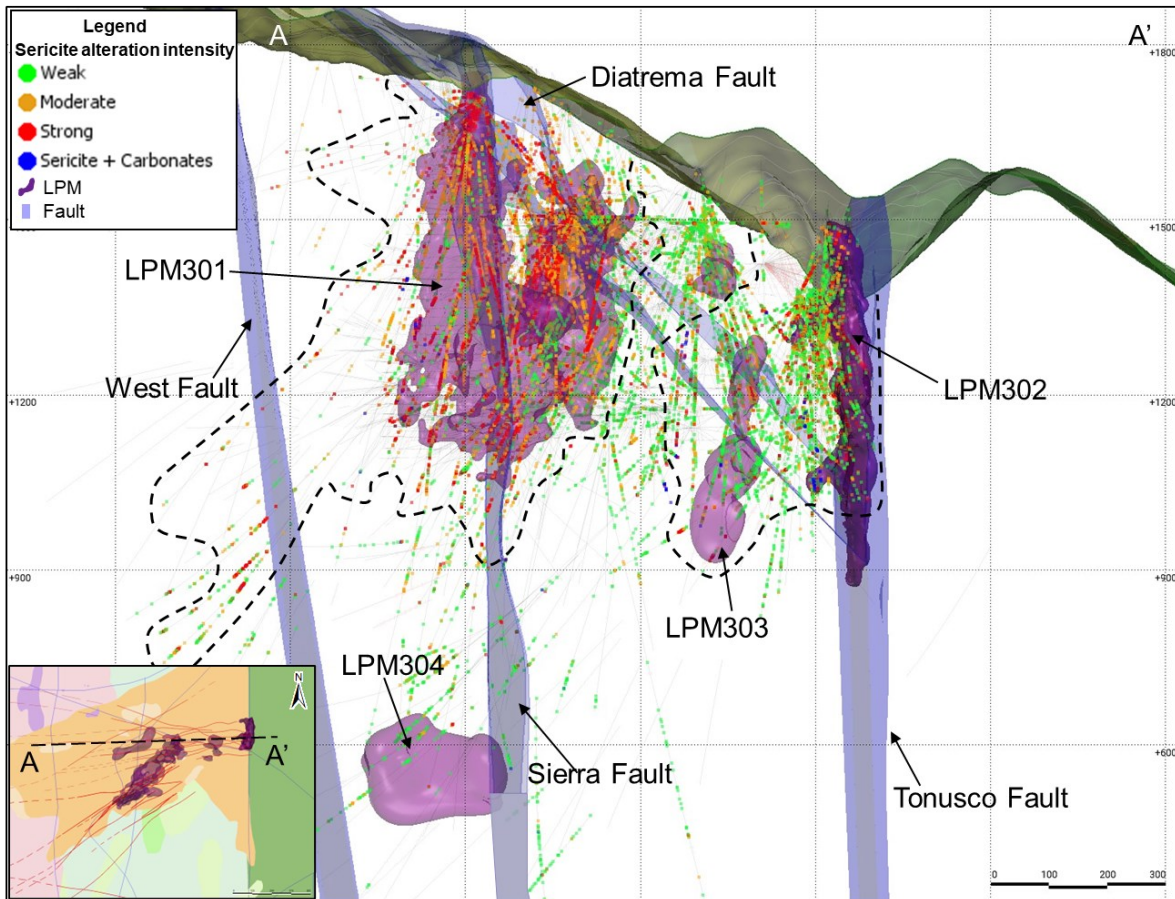 Legend
Sericite alteration intensity
Weak
Moderate
Strong
Sericite + Carbonates
LPM
Fault
A
A'
Diatrema Fault
+1800
+1500
LPM301
West Fault
LPM302
+1200
+1200
+900
+900
LPM303
LPM304
Sierra Fault
+600
Tonusco Fault
N
A
A'
0 100 200 300